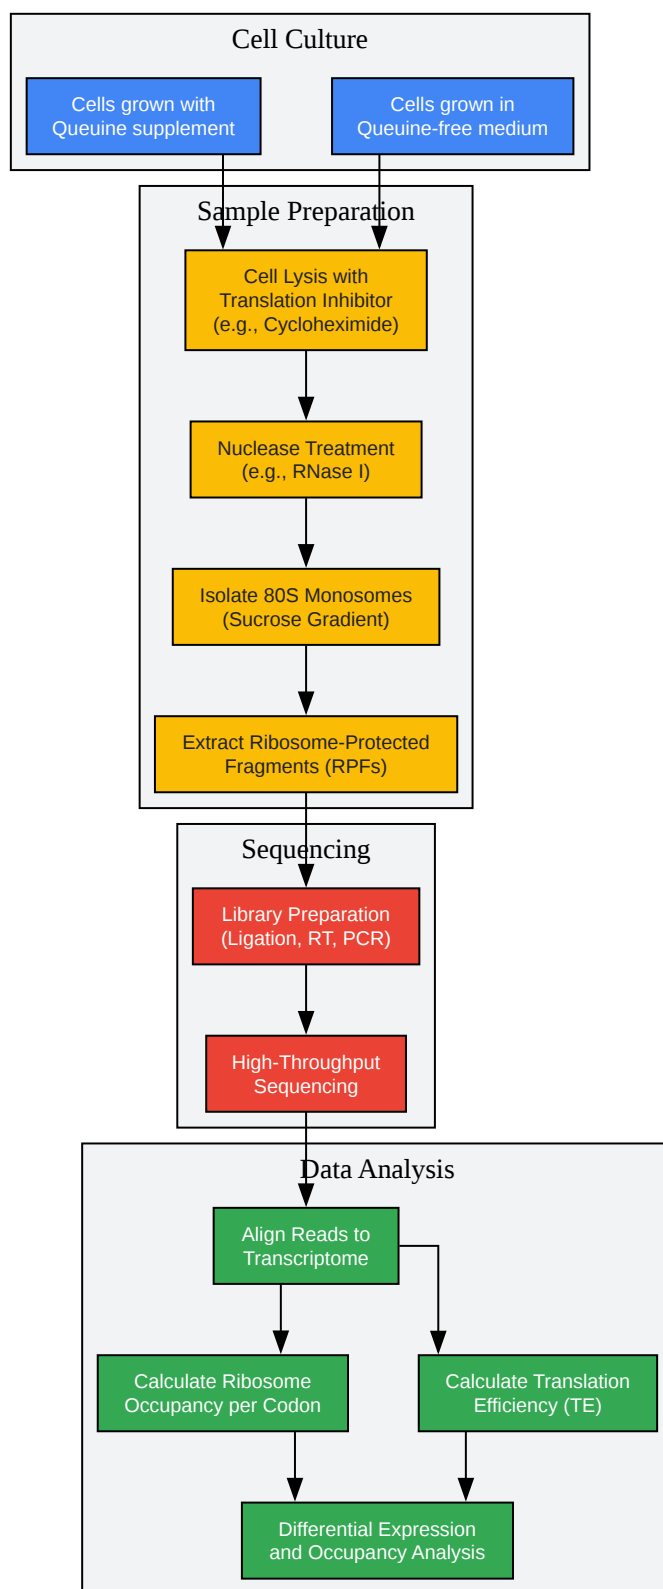 Cell Culture
Cells grown with
Queuine supplement
Cells grown in
Queuine-free medium
Sample Preparation
Cell Lysis with
Translation Inhibitor
(e.g., Cycloheximide)
Nuclease Treatment
(e.g., RNase I)
Isolate 80S Monosomes
(Sucrose Gradient)
Extract Ribosome-Protected
Fragments (RPFs)
Sequencing
Library Preparation
(Ligation, RT, PCR)
High-Throughput
Sequencing
Data Analysis
Align Reads to
Transcriptome
Calculate Ribosome
Occupancy per Codon
Calculate Translation
Efficiency (TE)
Differential Expression
and Occupancy Analysis